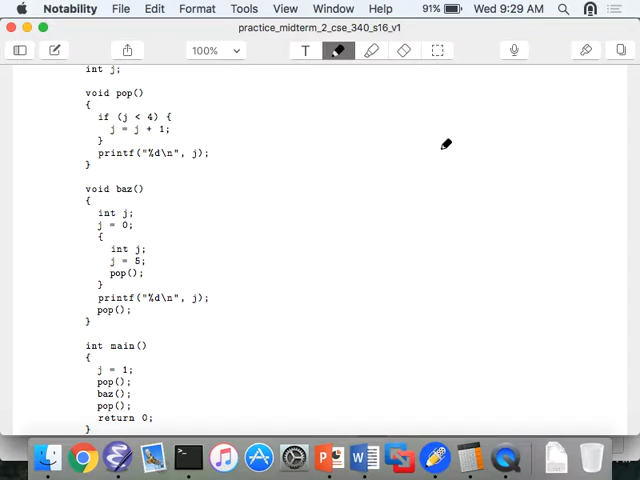 Notability File Edit Format Tools View Window Help 91% Wed 9:29 AM
practice_midterm_2_cse_340_s16_v1
100% T
int j;
void pop()
{
if (j < 4) {
j = j + 1;
}
printf("%d\n", j);
}
void baz()
{
int j;
j = 0;
{
int j;
j = 5;
pop();
}
printf("%d\n", j);
pop();
}
int main()
{
j = 1;
pop();
baz();
pop();
return 0;
}